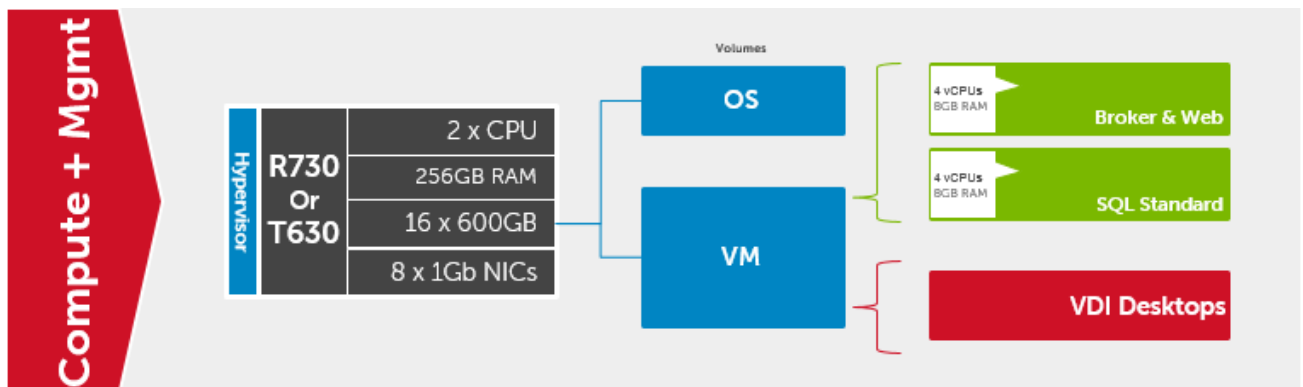 Compute + Mgmt
Hypervisor
R730
Or
T630
2 x CPU
256GB RAM
16 x 600GB
8 x 1Gb NICs
Volumes
OS
VM
4 vCPUs
8GB RAM
Broker & Web
4 vCPUs
8GB RAM
SQL Standard
VDI Desktops